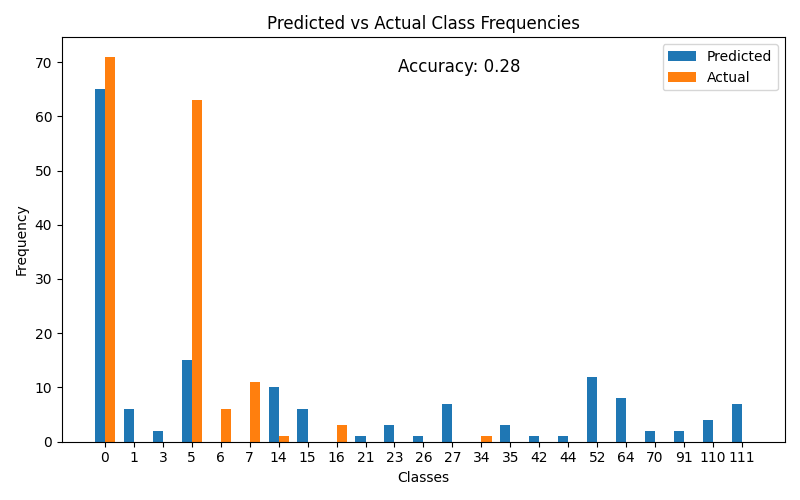 Predicted vs Actual Class Frequencies
Accuracy: 0.28
Predicted
Actual
Frequency
70
60
50
40
30
20
10
0
0 1 3 5 6 7 14 15 16 21 23 26 27 34 35 42 44 52 64 70 91 110 111
Classes